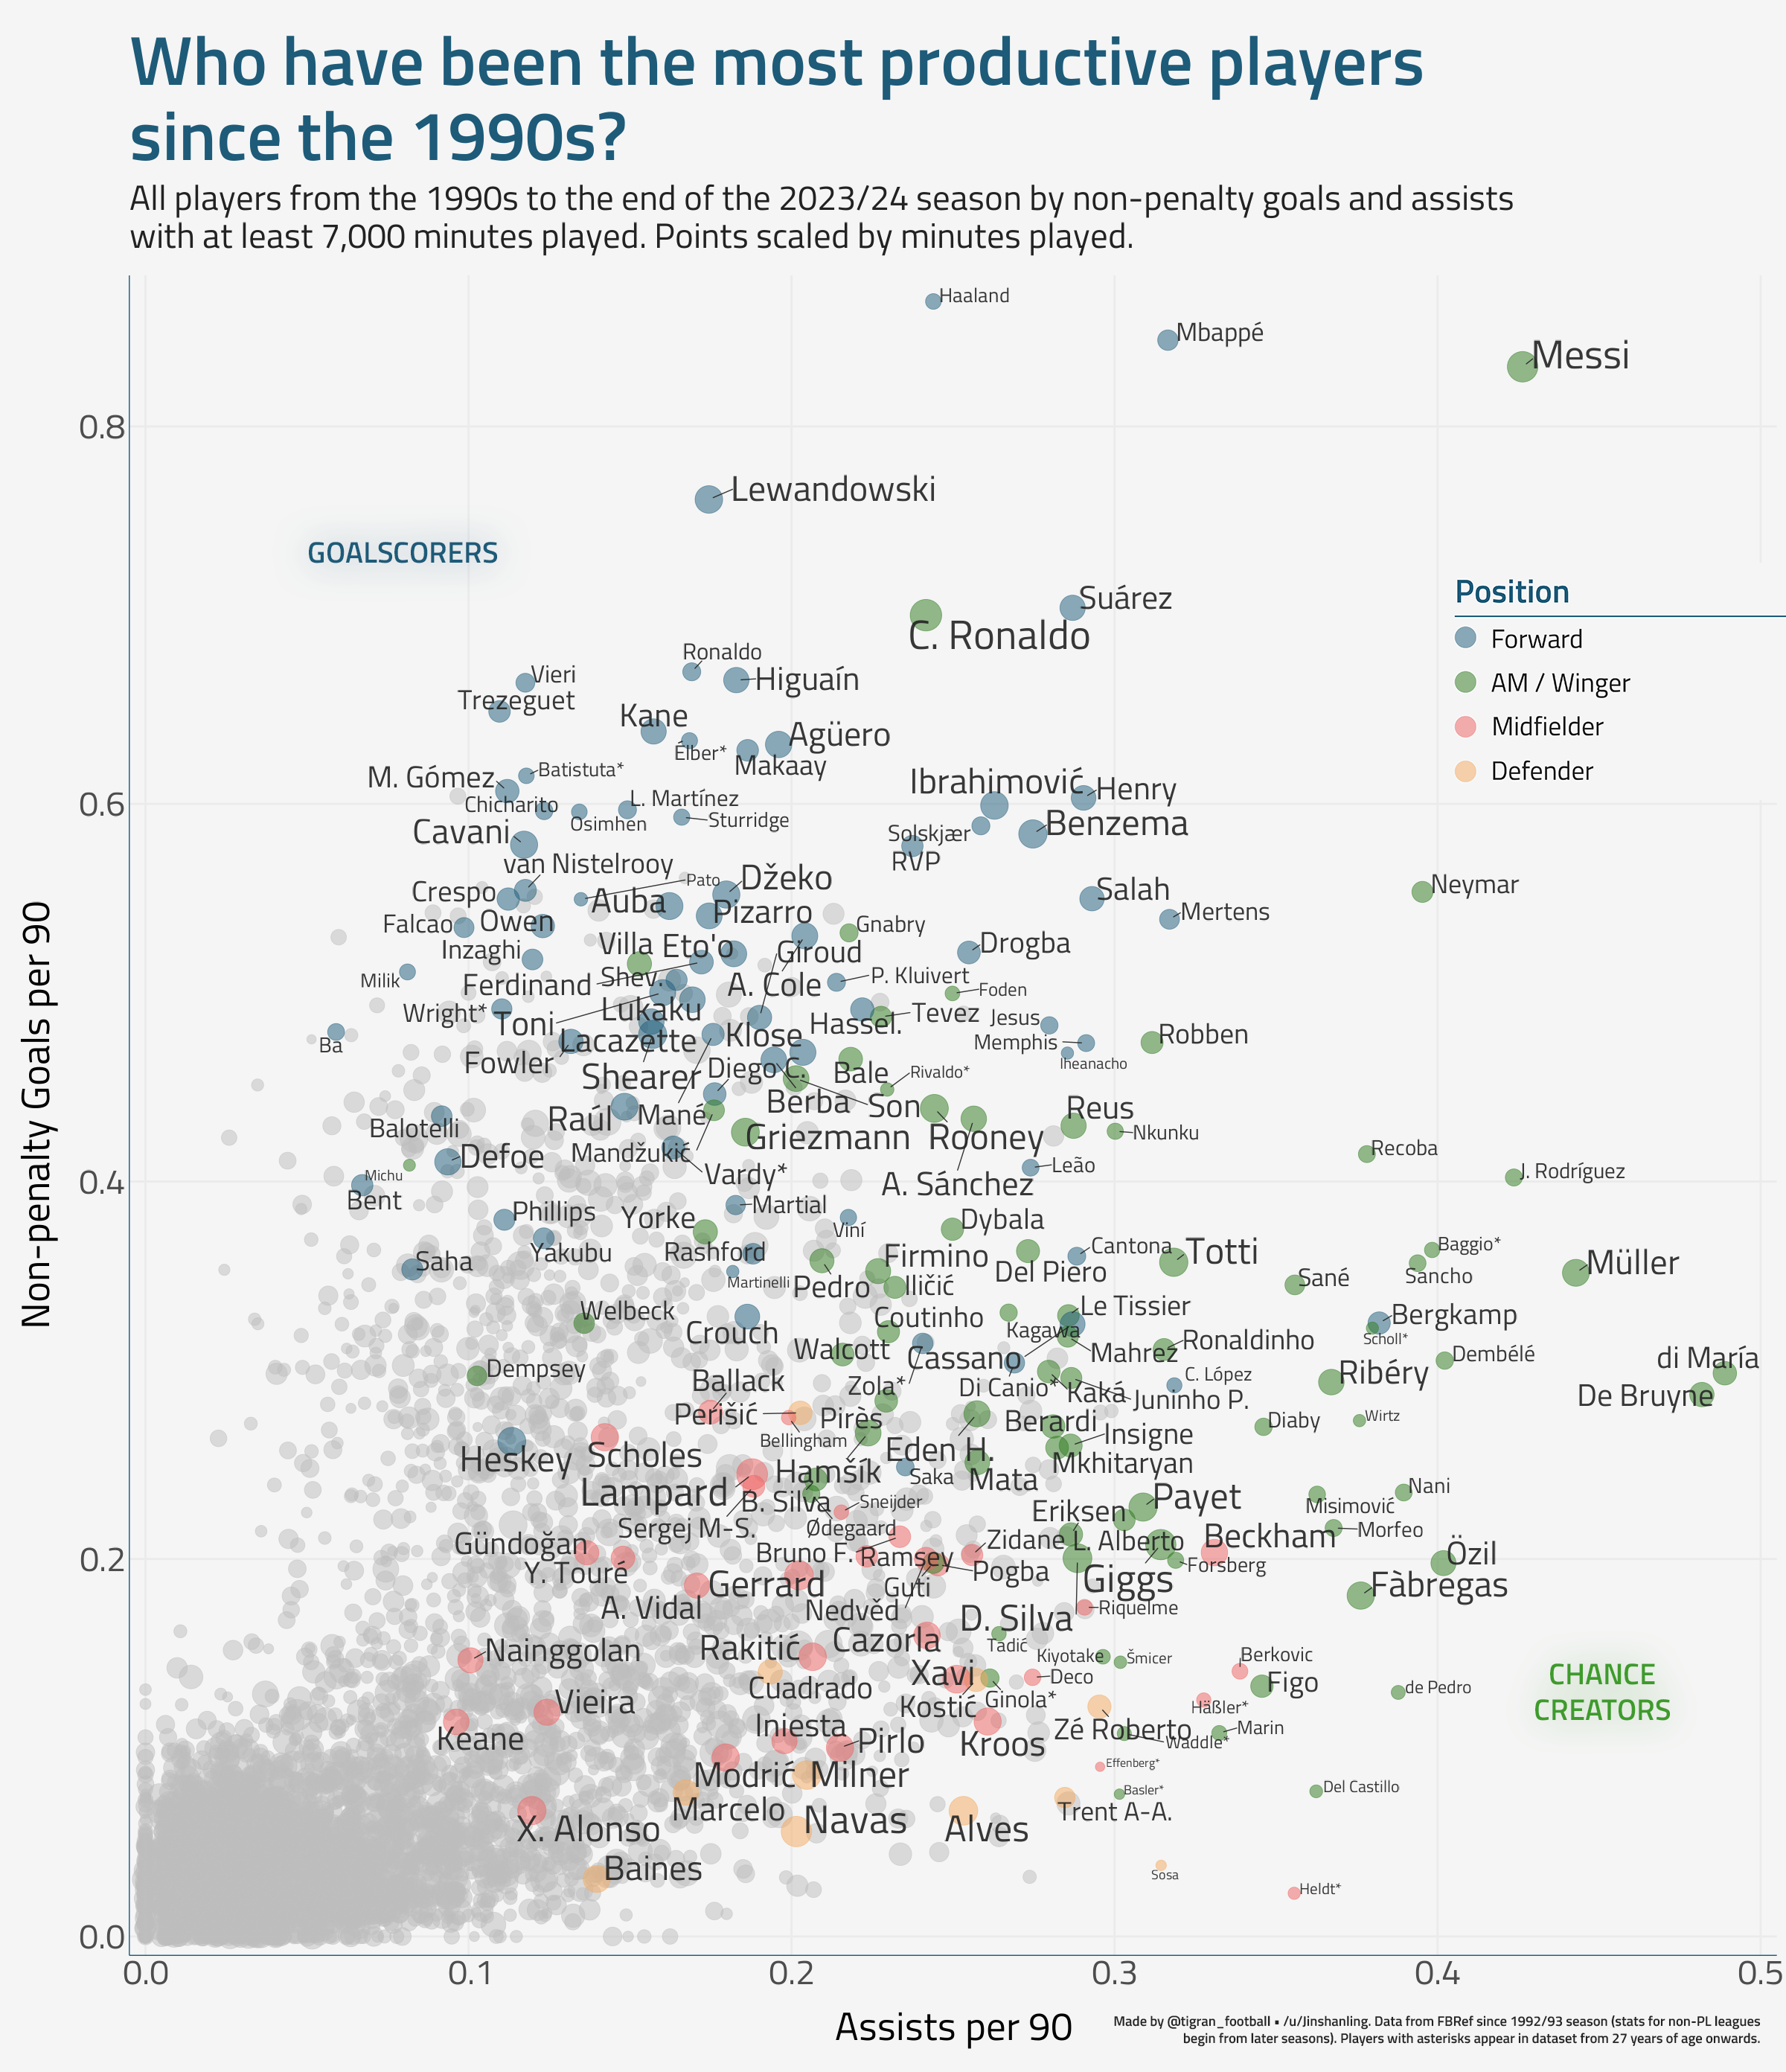 Who have been the most productive players
since the 1990s?
All players from the 1990s to the end of the 2023/24 season by non-penalty goals and assists
with at least 7,000 minutes played. Points scaled by minutes played.
Haaland
Mbappé
Messi
0.8
Lewandowski
GOALSCORERS
Position
Forward
AM / Winger
Midfielder
Defender
Suárez
C. Ronaldo
Ronaldo
Vieri
Higuaín
Trezeguet
Kane
Agüero
Élber*
Makaay
M. Gómez
Batistuta*
Ibrahimović
Henry
0.6
Chicharito
L. Martínez
Osimhen
Sturridge
Cavani
Solskjær
Benzema
RVP
van Nistelrooy
Džeko
Pato
Crespo
Auba
Salah
Neymar
Pizarro
Mertens
Falcao
Owen
Gnabry
Villa
Eto'o
Drogba
Inzaghi
Giroud
Milik
Ferdinand
Shev.
A. Cole
P. Kluivert
Foden
Wright*
Toni
Lukaku
Hassel.
Tevez
Jesus
Ba
Lacazette
Klose
Memphis
Robben
Fowler
Iheanacho
Shearer
Diego C.
Bale
Rivaldo*
Berba
Son
Reus
Raúl
Mané
Balotelli
Griezmann
Rooney
Nkunku
Mandžukić
Recoba
Defoe
Vardy*
Leão
J. Rodríguez
Michu
0.4
A. Sánchez
Bent
Martial
Phillips
Yorke
Viní
Dybala
Yakubu
Rashford
Cantona
Totti
Baggio*
Saha
Firmino
Del Piero
Müller
Martinelli
Pedro
Iličić
Sané
Sancho
Welbeck
Coutinho
Le Tissier
Bergkamp
Crouch
Kagawa
Scholl*
Walcott
Cassano
Mahrez
Ronaldinho
Dembélé
di María
Dempsey
Ballack
Zola*
Di Canio*
Kaká
C. López
Ribéry
De Bruyne
Juninho P.
Perišić
Pirès
Berardi
Diaby
Wirtz
Bellingham
Insigne
Heskey
Scholes
Eden H.
Mkhitaryan
Hamšík
Saka
Mata
Lampard
B. Silva
Sneijder
Payet
Misimović
Nani
Sergej M-S.
Ødegaard
Eriksen
Morfeo
Gündoğan
Bruno F.
Ramsey
Zidane
L. Alberto
Beckham
Özil
0.2
Y. Touré
Pogba
Forsberg
Gerrard
Guti
Giggs
Fàbregas
A. Vidal
Nedvěd
D. Silva
Riquelme
Nainggolan
Rakitić
Cazorla
Tadić
Kiyotake
Šmicer
Berkovic
CHANCE
CREATORS
Xavi
Deco
Figo
Cuadrado
de Pedro
Vieira
Kostić
Ginola*
Häßler*
Keane
Iniesta
Pirlo
Kroos
Zé Roberto
Marin
Waddle*
Modrić
Milner
Effenberg*
Marcelo
Basler*
Del Castillo
X. Alonso
Navas
Alves
Trent A-A.
Baines
Sosa
Heldt*
0.0
0.0
0.1
0.2
0.3
0.4
0.5
Non-penalty Goals per 90
Assists per 90
Made by @tigran_football • /u/Jinshanling. Data from FBRef since 1992/93 season (stats for non-PL leagues
begin from later seasons). Players with asterisks appear in dataset from 27 years of age onwards.